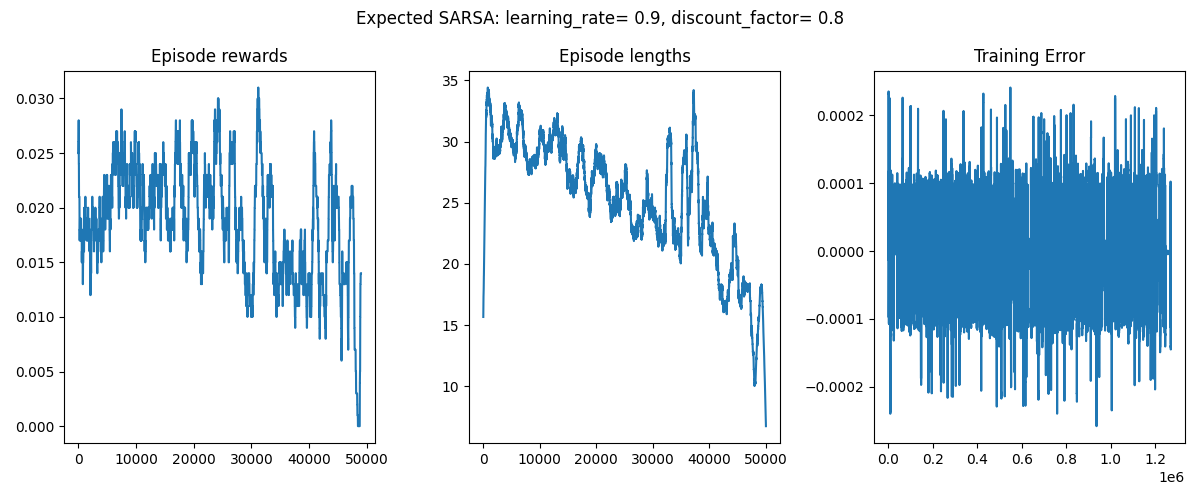 Expected SARSA: learning_rate= 0.9, discount_factor= 0.8
Episode rewards
0.030
0.025
0.020
0.015
0.010
0.005
0.000
0 10000 20000 30000 40000 50000
Episode lengths
35
30
25
20
15
10
0 10000 20000 30000 40000 50000
Training Error
0.0002
0.0001
0.0000
−0.0001
−0.0002
0.0 0.2 0.4 0.6 0.8 1.0 1.2
1e6